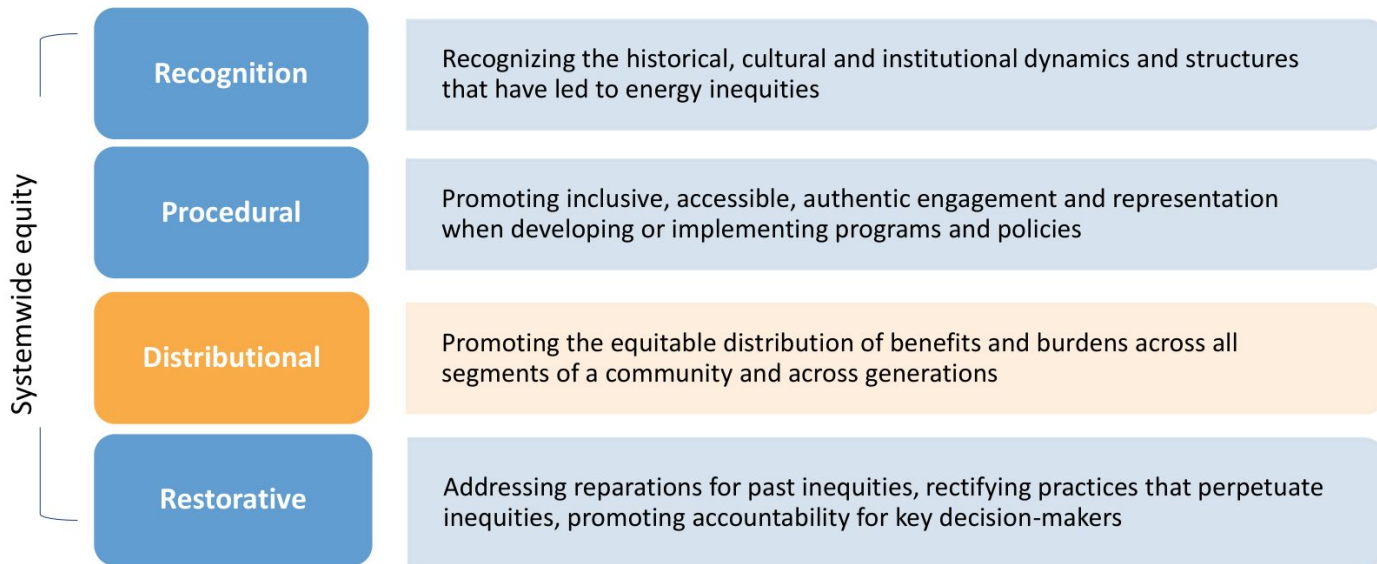 Systemwide equity
Recognition
Recognizing the historical, cultural and institutional dynamics and structures
that have led to energy inequities
Procedural
Promoting inclusive, accessible, authentic engagement and representation
when developing or implementing programs and policies
Distributional
Promoting the equitable distribution of benefits and burdens across all
segments of a community and across generations
Restorative
Addressing reparations for past inequities, rectifying practices that perpetuate
inequities, promoting accountability for key decision-makers